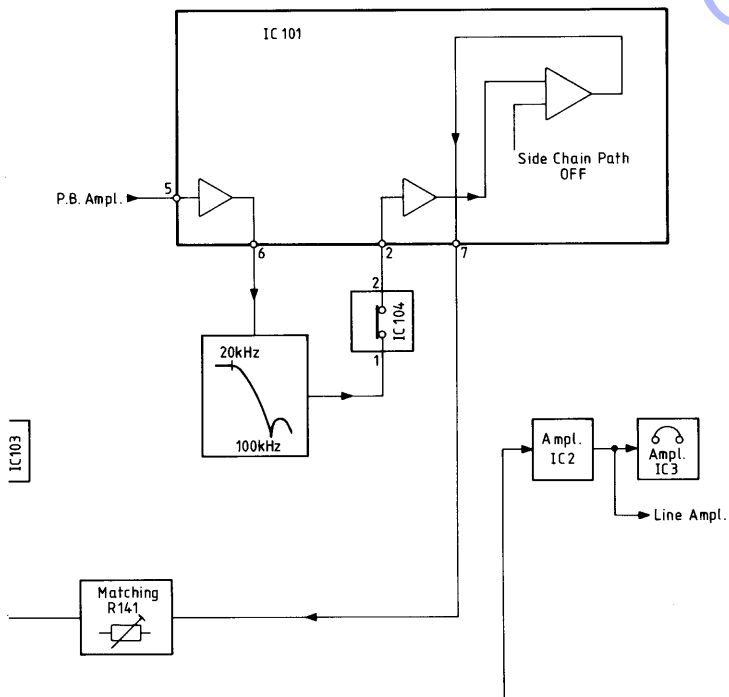 IC 101
Side Chain Path
OFF
P.B. Ampl.
5
6
2
7
2
IC 104
1
20kHz
100kHz
IC103
Ampl.
IC2
Ampl.
IC3
Line Ampl.
Matching
R141